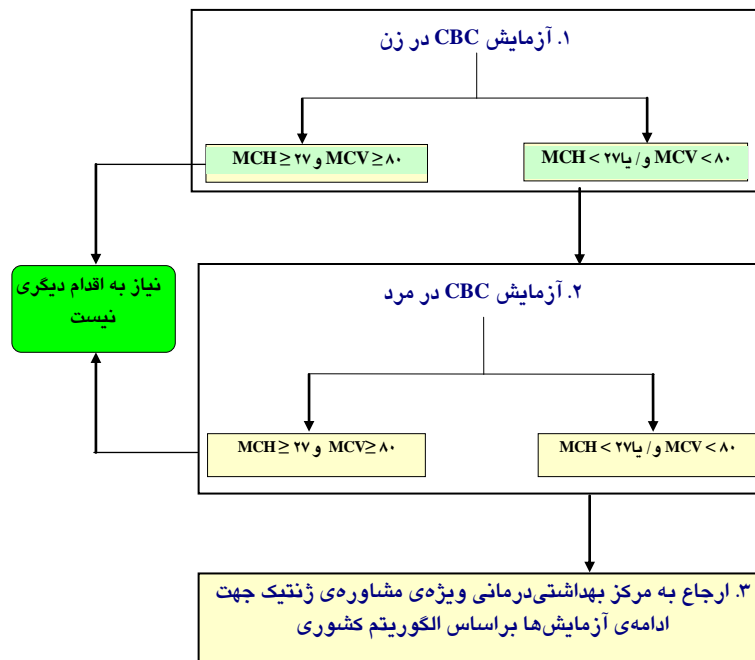 ۱. آزمایش CBC در زن
MCV < ۸۰ و/ یا MCH < ۲۷
MCV ≥ ۸۰ و MCH ≥ ۲۷
نیاز به اقدام دیگری
نیست
۲. آزمایش CBC در مرد
MCV < ۸۰ و/ یا MCH < ۲۷
MCV ≥ ۸۰ و MCH ≥ ۲۷
۳. ارجاع به مرکز بهداشتی‌درمانی ویژه‌ی مشاوره‌ی ژنتیک جهت
ادامه‌ی آزمایش‌ها براساس الگوریتم کشوری